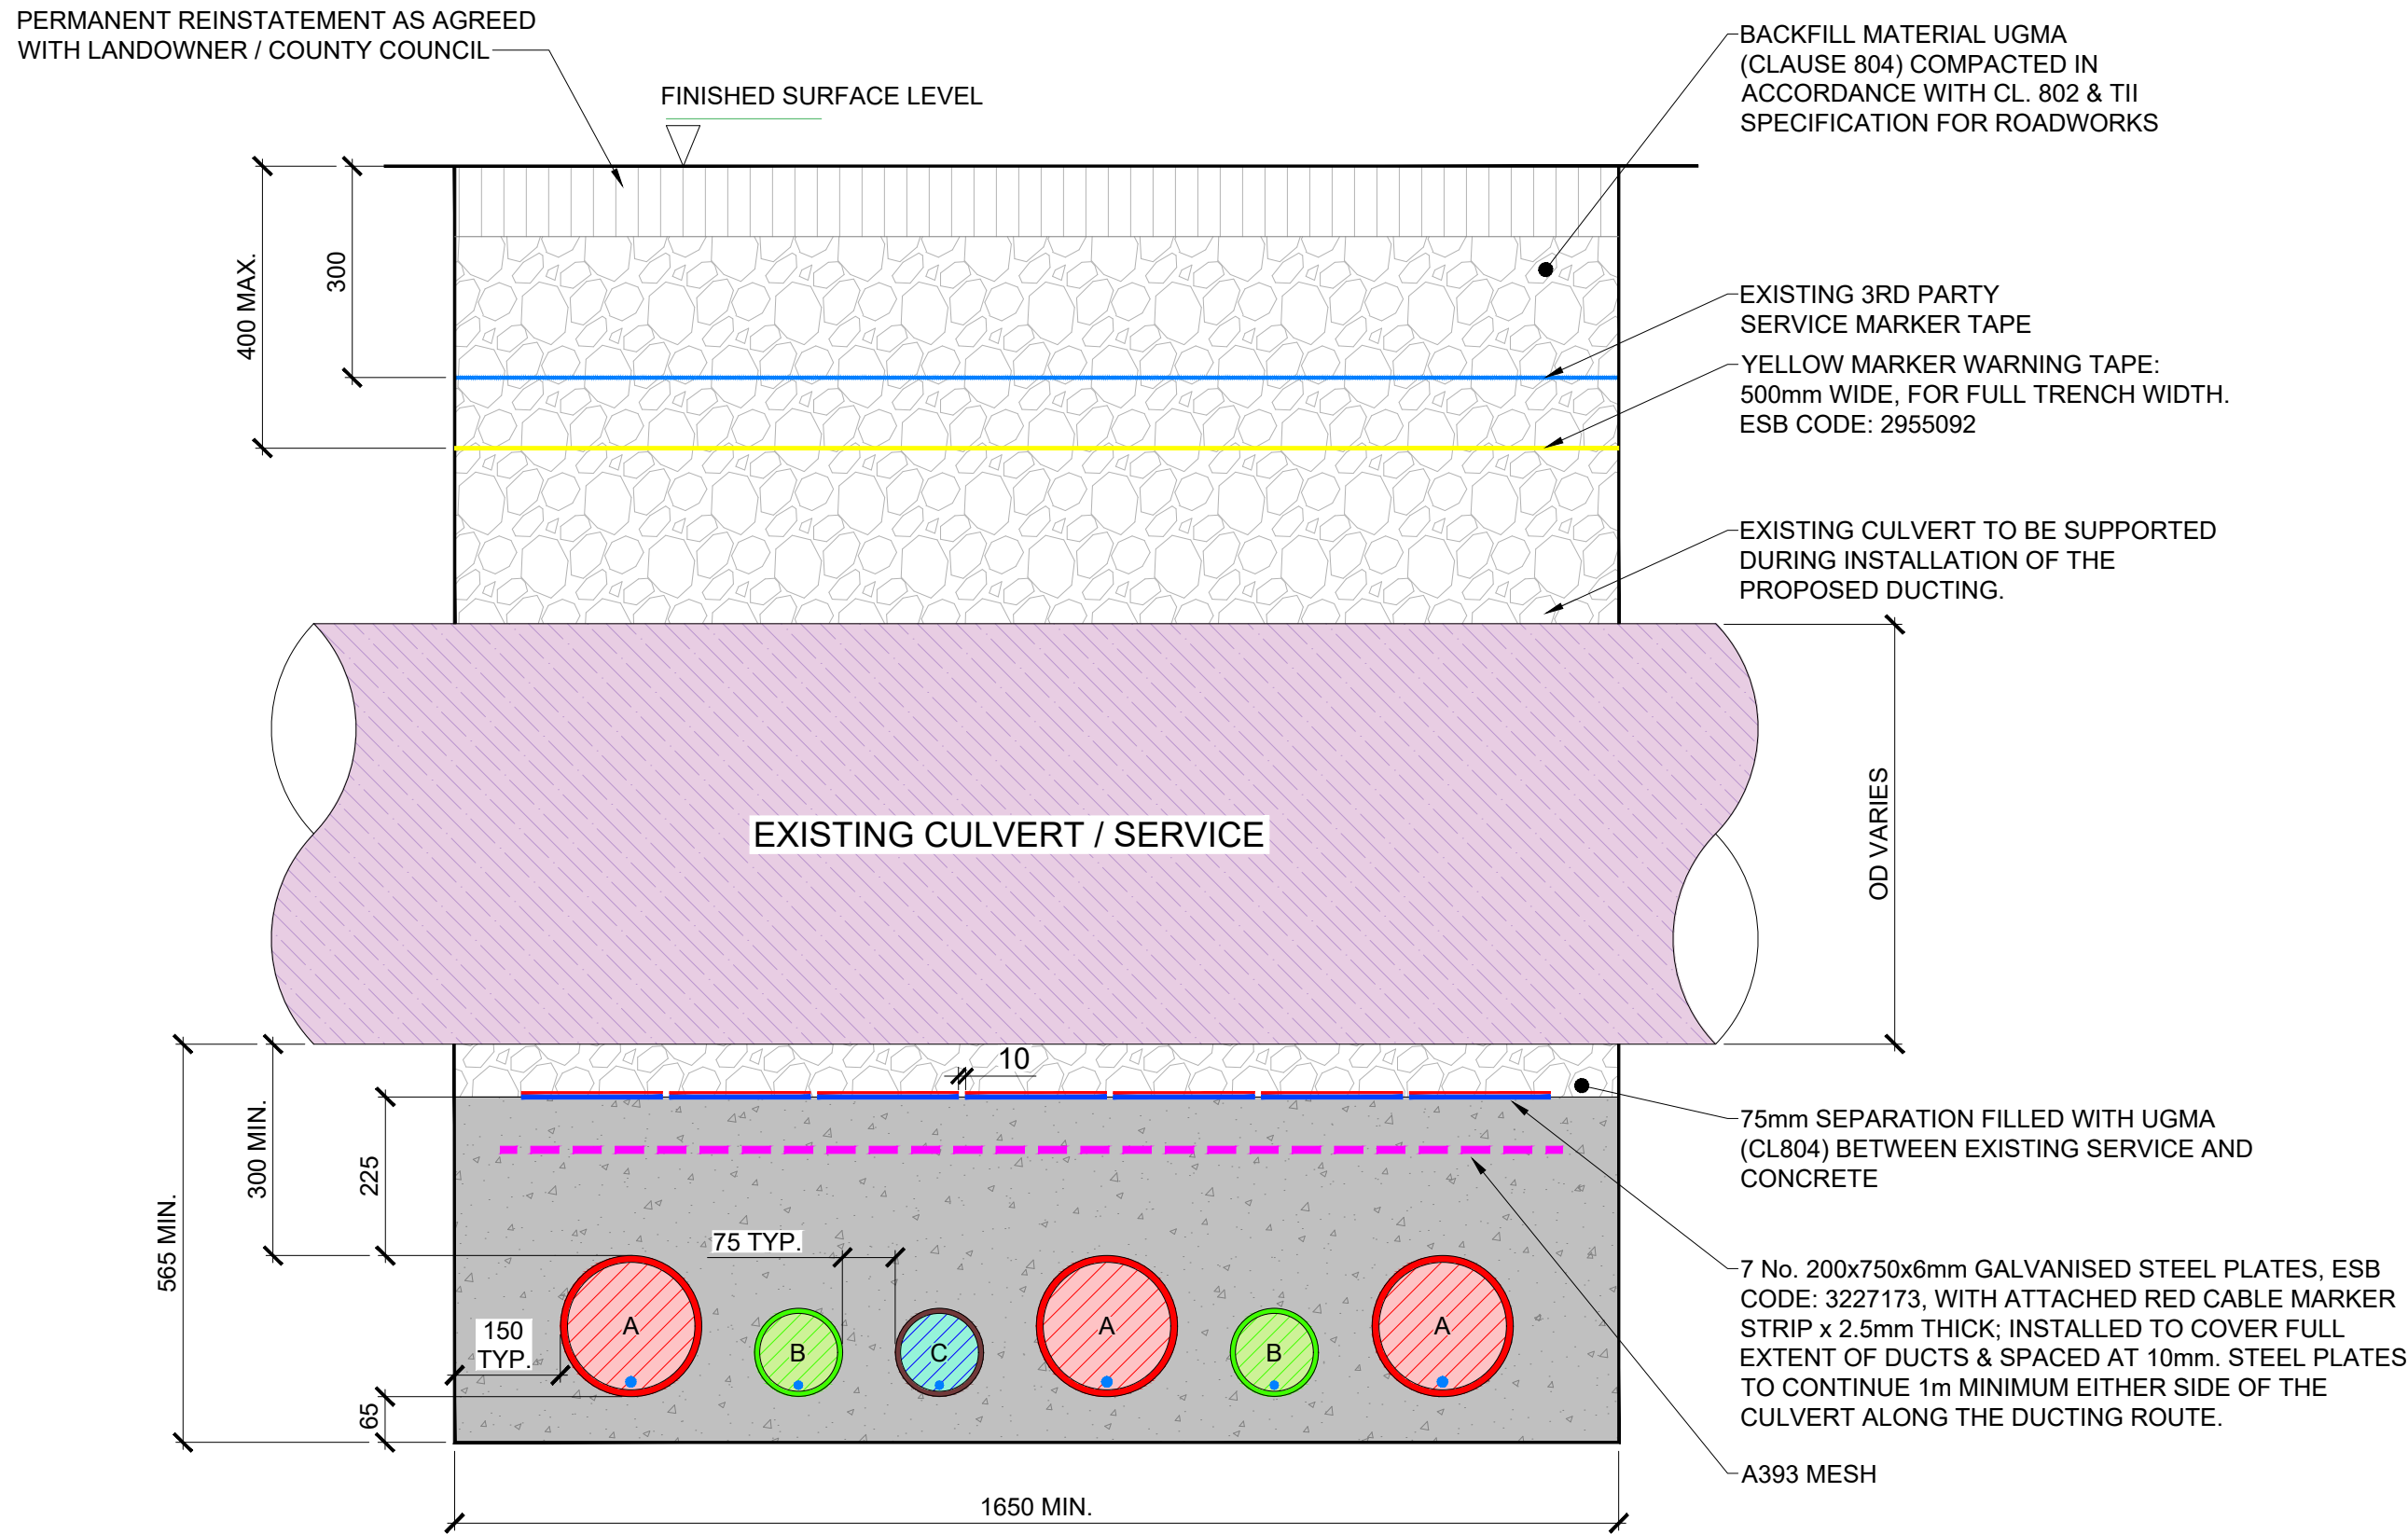 PERMANENT REINSTATEMENT AS AGREED
WITH LANDOWNER / COUNTY COUNCIL
FINISHED SURFACE LEVEL
BACKFILL MATERIAL UGMA
(CLAUSE 804) COMPACTED IN
ACCORDANCE WITH CL. 802 & TII
SPECIFICATION FOR ROADWORKS
400 MAX.
300
EXISTING 3RD PARTY
SERVICE MARKER TAPE
YELLOW MARKER WARNING TAPE:
500mm WIDE, FOR FULL TRENCH WIDTH.
ESB CODE: 2955092
EXISTING CULVERT TO BE SUPPORTED
DURING INSTALLATION OF THE
PROPOSED DUCTING.
EXISTING CULVERT / SERVICE
OD VARIES
10
565 MIN.
300 MIN.
225
75mm SEPARATION FILLED WITH UGMA
(CL804) BETWEEN EXISTING SERVICE AND
CONCRETE
75 TYP.
7 No. 200x750x6mm GALVANISED STEEL PLATES, ESB
CODE: 3227173, WITH ATTACHED RED CABLE MARKER
STRIP x 2.5mm THICK; INSTALLED TO COVER FULL
EXTENT OF DUCTS & SPACED AT 10mm. STEEL PLATES
TO CONTINUE 1m MINIMUM EITHER SIDE OF THE
CULVERT ALONG THE DUCTING ROUTE.
150
TYP.
A
B
C
A
B
A
65
A393 MESH
1650 MIN.